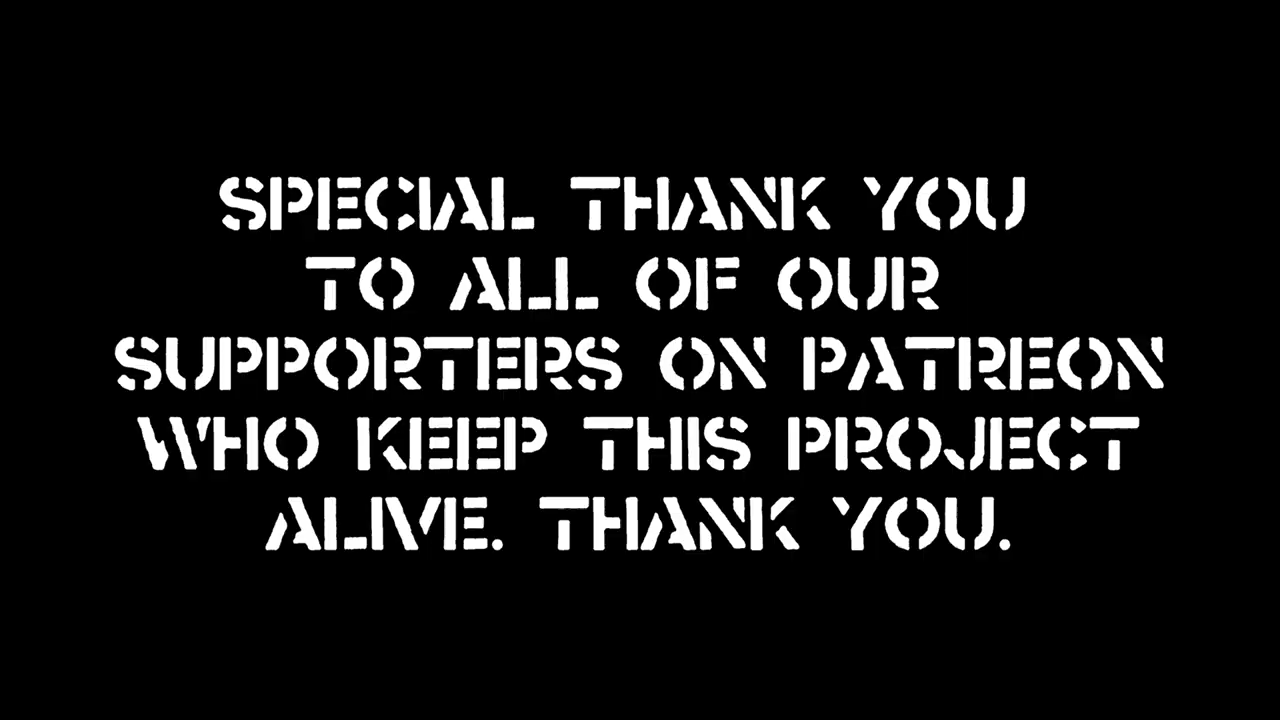 SPECIAL THANK YOU
TO ALL OF OUR
SUPPORTERS ON PATREON
WHO KEEP THIS PROJECT
ALIVE. THANK YOU.